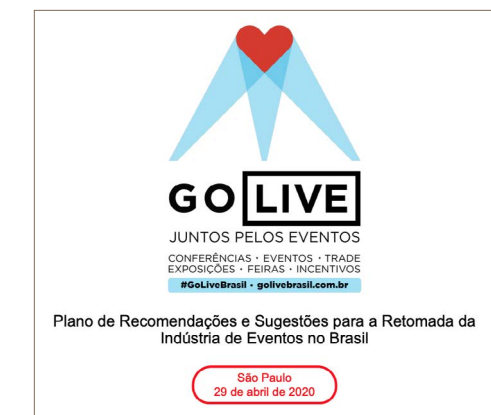 GO LIVE
JUNTOS PELOS EVENTOS
CONFERÊNCIAS • EVENTOS • TRADE
EXPOSIÇÕES • FEIRAS • INCENTIVOS
#GoLiveBrasil • golivebrasil.com.br
Plano de Recomendações e Sugestões para a Retomada da
Indústria de Eventos no Brasil
São Paulo
29 de abril de 2020